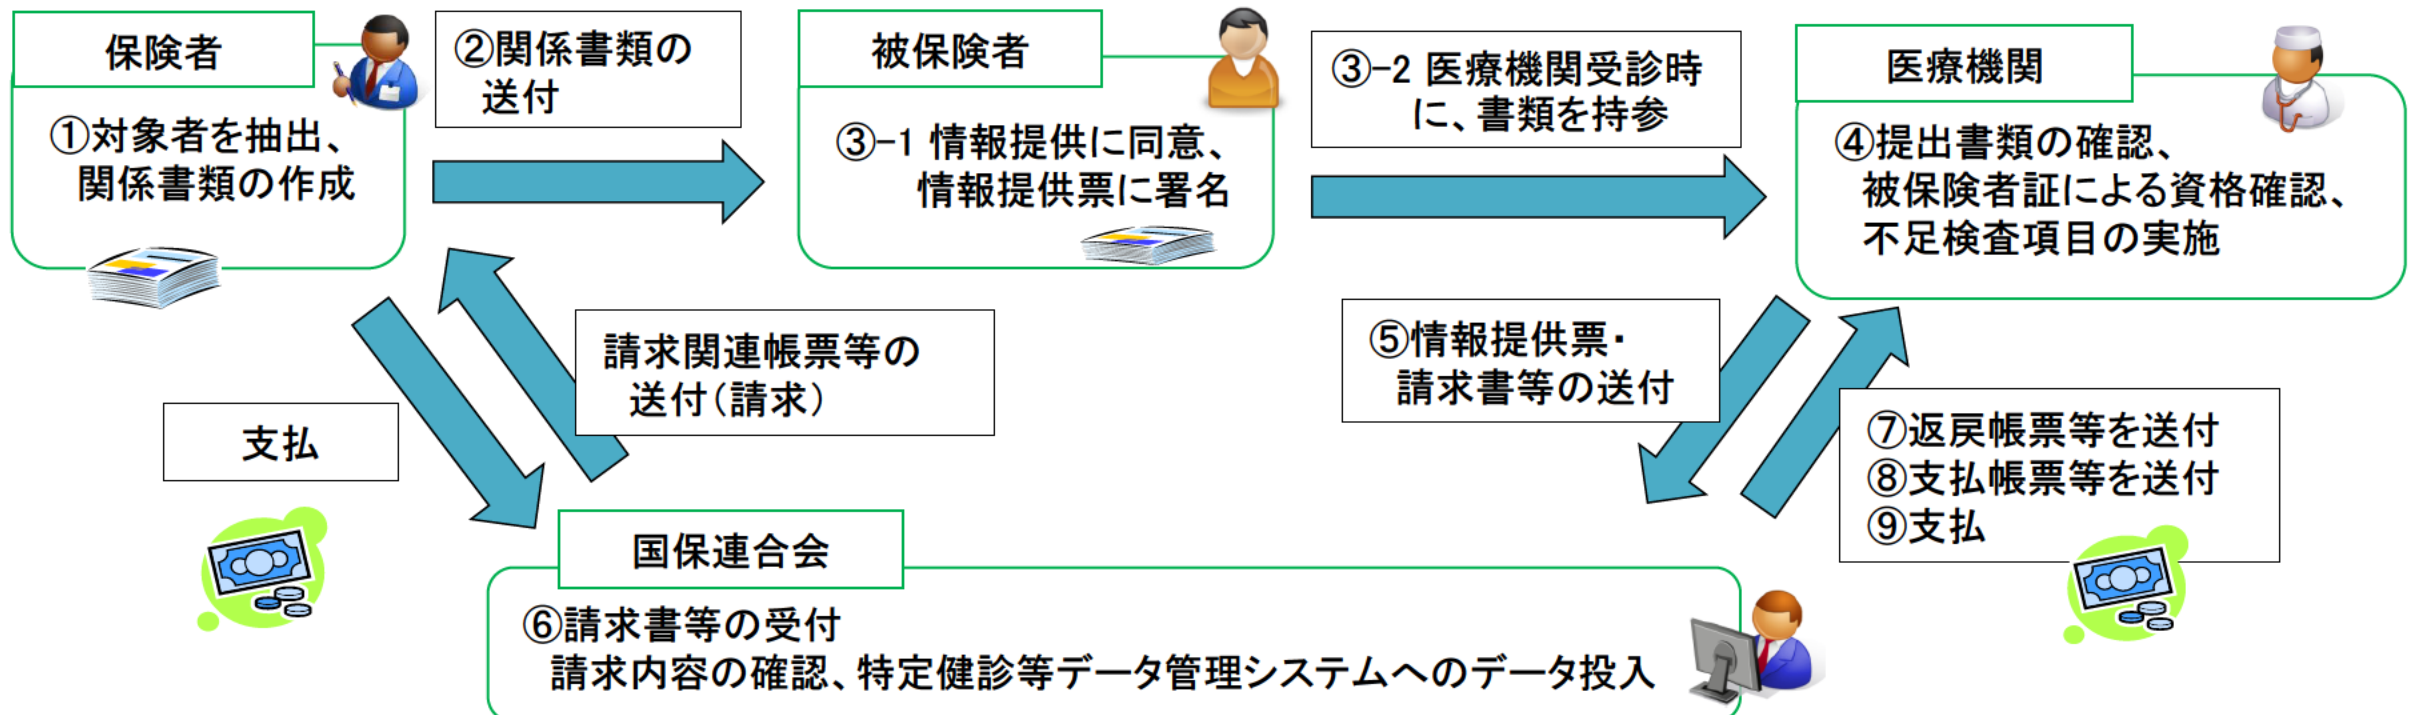 保険者
①対象者を抽出、
関係書類の作成
②関係書類の
送付
被保険者
③-1 情報提供に同意、
情報提供票に署名
③-2 医療機関受診時
に、書類を持参
医療機関
④提出書類の確認、
被保険者証による資格確認、
不足検査項目の実施
請求関連帳票等の
送付(請求)
支払
⑤情報提供票・
請求書等の送付
⑦返戻帳票等を送付
⑧支払帳票等を送付
⑨支払
国保連合会
⑥請求書等の受付
請求内容の確認、特定健診等データ管理システムへのデータ投入